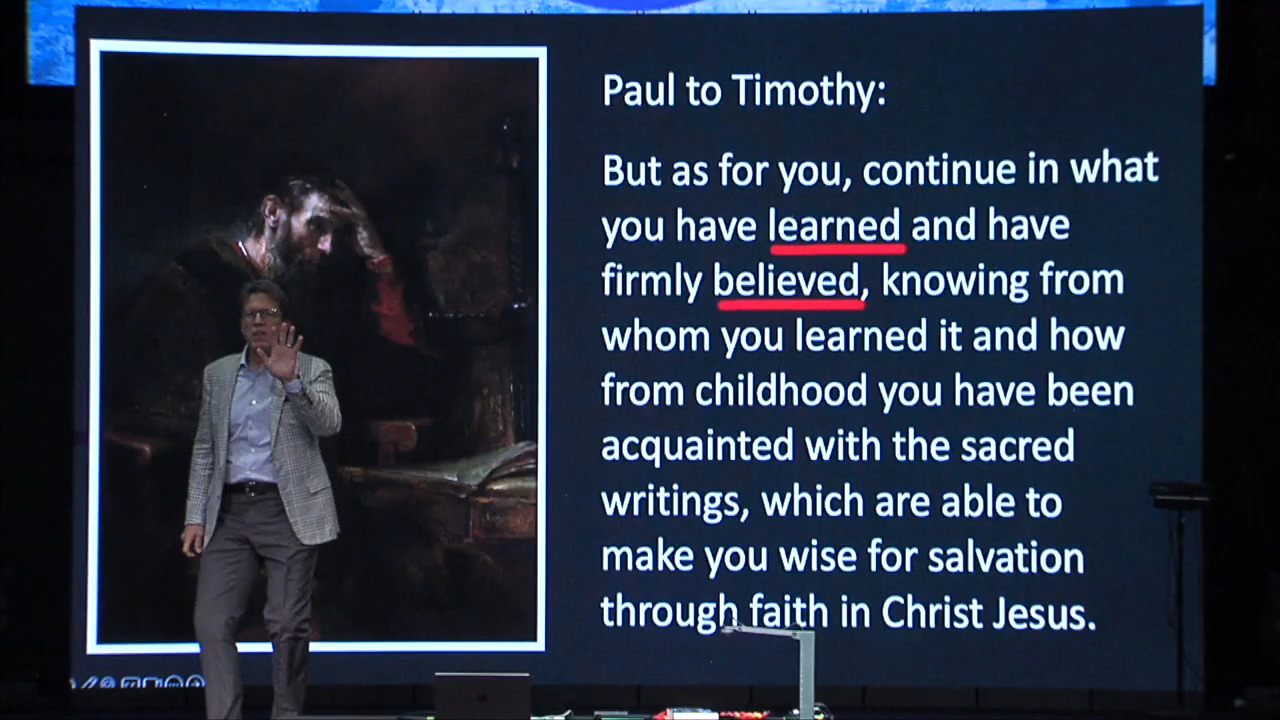 Paul to Timothy:
But as for you, continue in what
you have learned and have
firmly believed, knowing from
whom you learned it and how
from childhood you have been
acquainted with the sacred
writings, which are able to
make you wise for salvation
through faith in Christ Jesus.